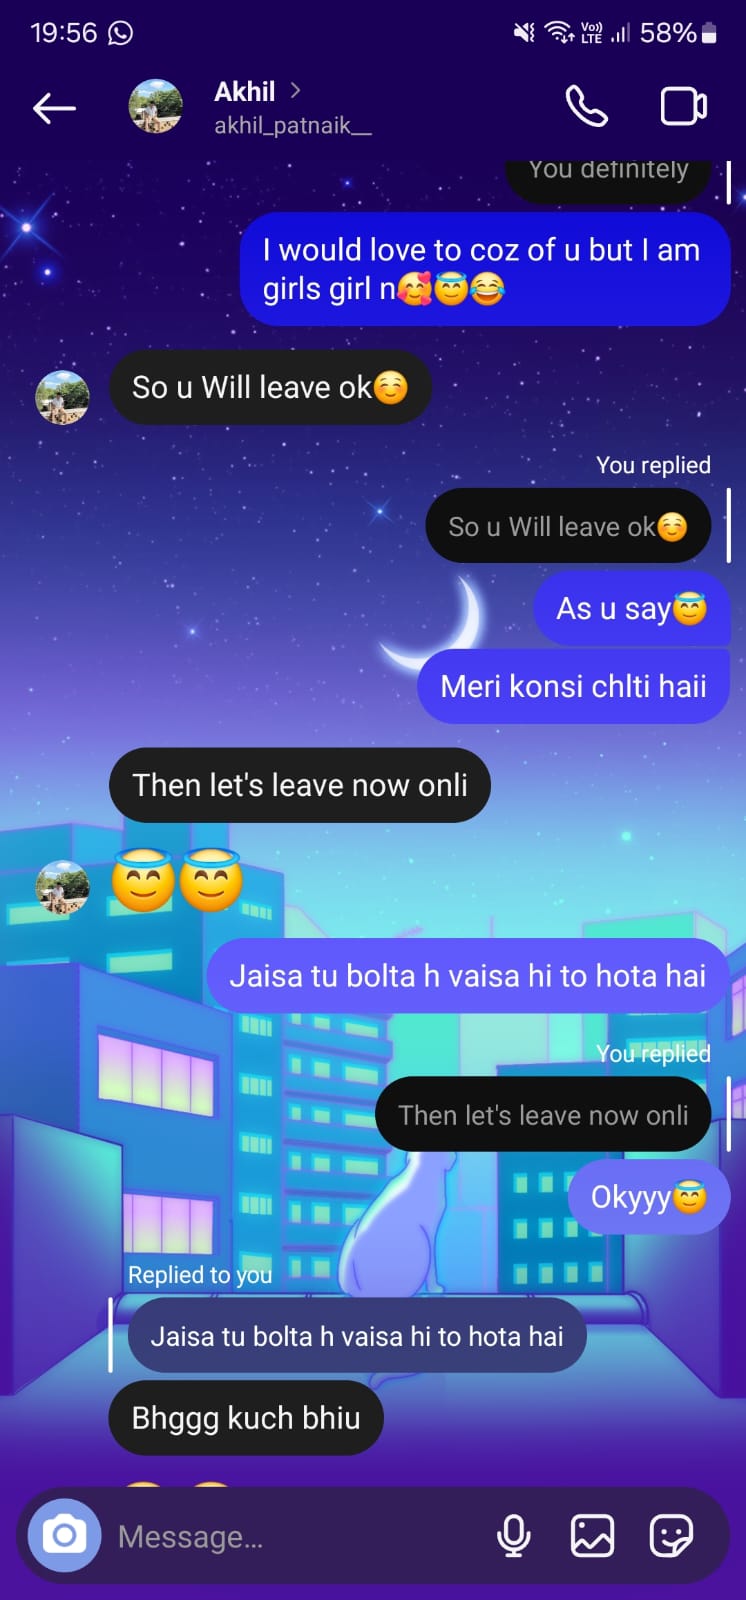 19:56
Vo))
LTE
58%
Akhil
akhil_patnaik__
You definitely
I would love to coz of u but I am
girls girl n🥰😇😂
So u Will leave ok☺️
You replied
So u Will leave ok☺️
As u say😇
Meri konsi chlti haii
Then let's leave now onli
😇😇
Jaisa tu bolta h vaisa hi to hota hai
You replied
Then let's leave now onli
Okyyy😇
Replied to you
Jaisa tu bolta h vaisa hi to hota hai
Bhggg kuch bhiu
Message...